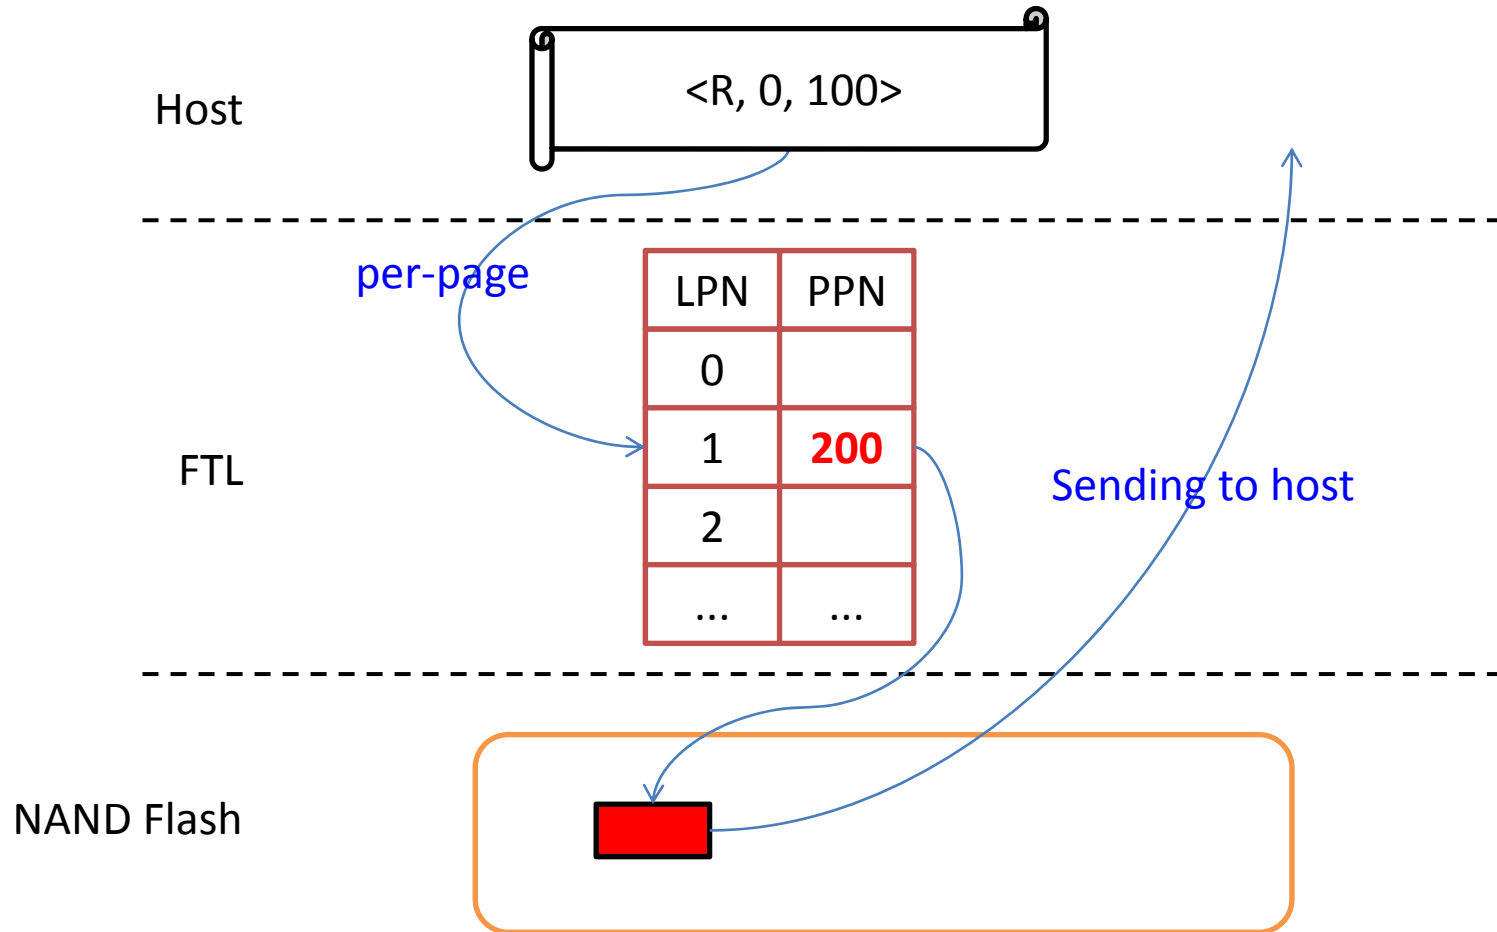 Host
<R, 0, 100>
per-page
LPN PPN
0
FTL
1 200
Sending to host
2
... ...
NAND Flash